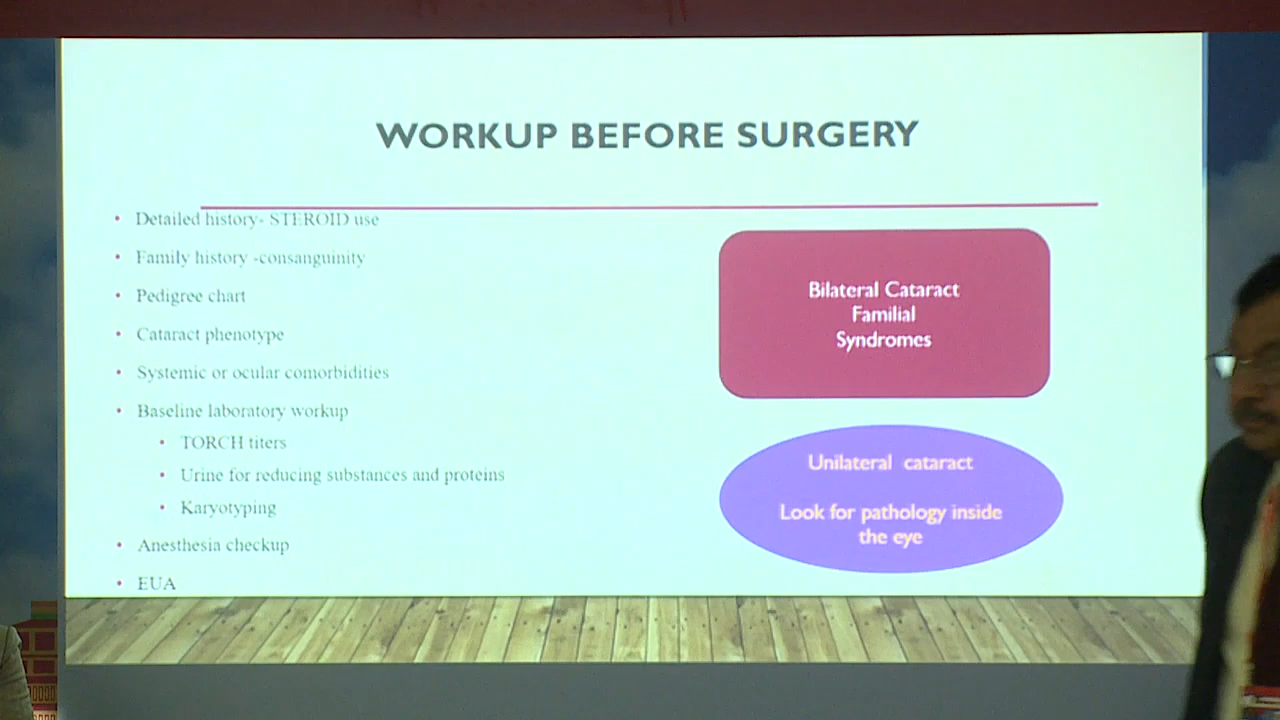 WORKUP BEFORE SURGERY
• Detailed history- STEROID use
• Family history -consanguinity
• Pedigree chart
• Cataract phenotype
• Systemic or ocular comorbidities
• Baseline laboratory workup
• TORCH titers
• Urine for reducing substances and proteins
• Karyotyping
• Anesthesia checkup
• EUA
Bilateral Cataract
Familial
Syndromes
Unilateral cataract
Look for pathology inside
the eye